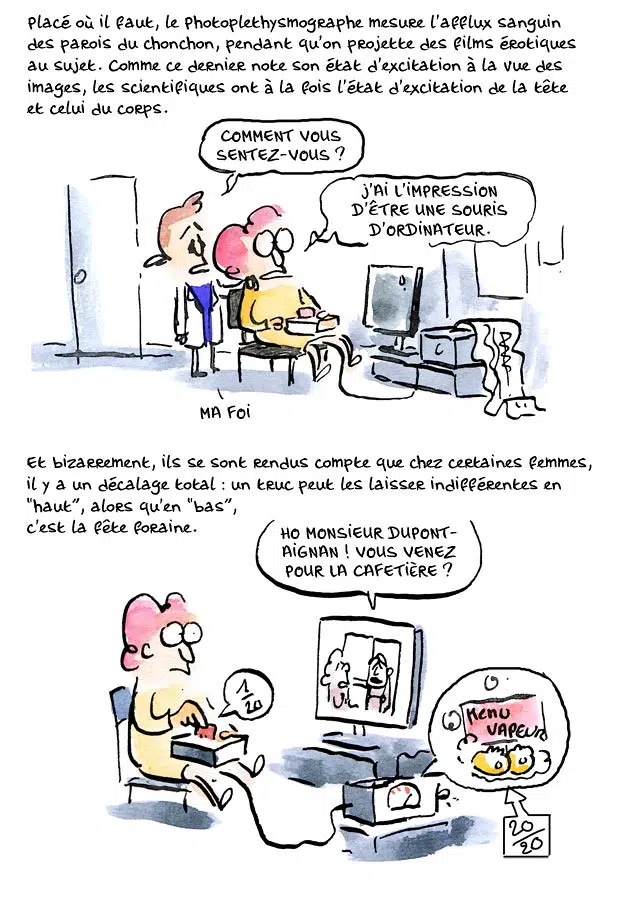 Placé où il faut, le Photoplethysmographe mesure l'afflux sanguin
des parois du chonchon, pendant qu'on projette des films érotiques
au sujet. Comme ce dernier note son état d'excitation à la vue des
images, les scientifiques ont à la fois l'état d'excitation de la tête
et celui du corps.
COMMENT VOUS
SENTEZ-VOUS ?
J'AI L'IMPRESSION
D'ÊTRE UNE SOURIS
D'ORDINATEUR.
MA FOI
Et bizarrement, ils se sont rendus compte que chez certaines femmes,
il y a un décalage total : un truc peut les laisser indifférentes en
"haut", alors qu'en "bas",
c'est la fête foraine.
HO MONSIEUR DUPONT-
AIGNAN ! VOUS VENEZ
POUR LA CAFETIÈRE ?
1/20
MENU
VAPEUR
20/20